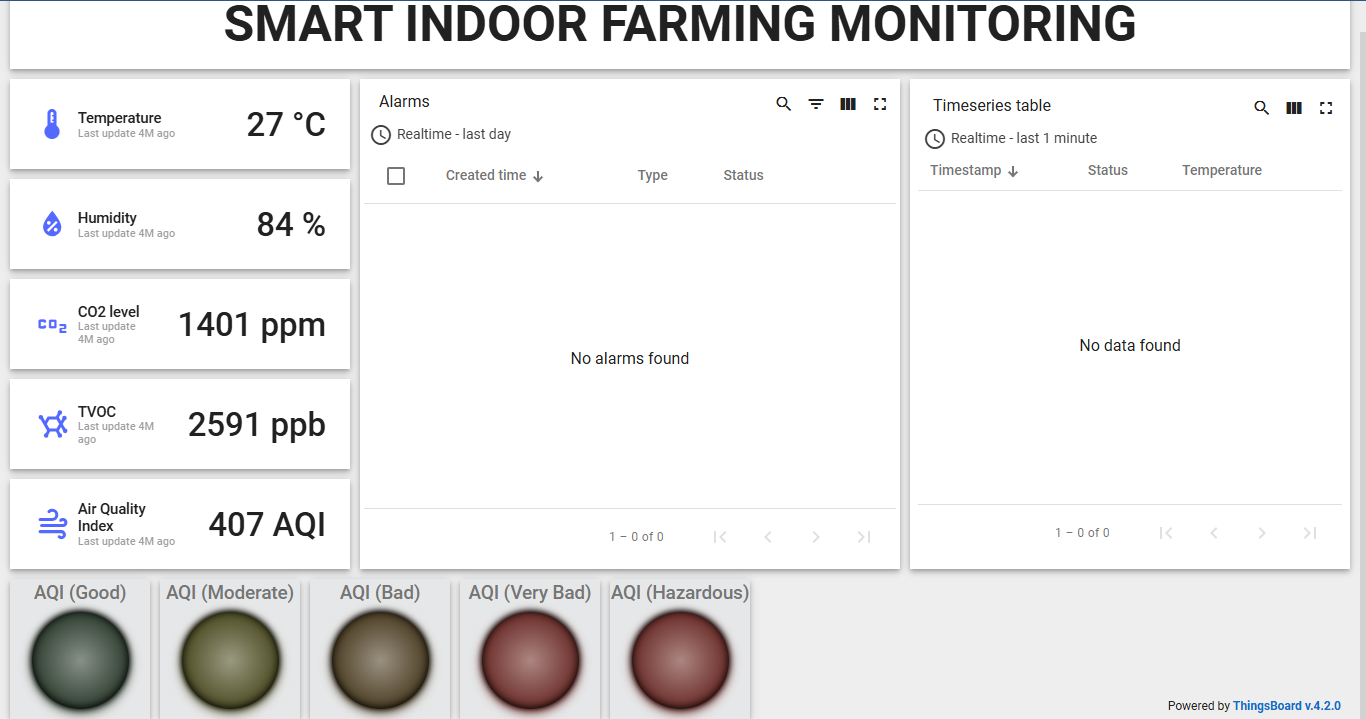 SMART INDOOR FARMING MONITORING
Temperature
Last update 4M ago
27 °C
Humidity
Last update 4M ago
84 %
CO2
CO2 level
Last update
4M ago
1401 ppm
TVOC
Last update 4M
ago
2591 ppb
Air Quality
Index
Last update 4M ago
407 AQI
Alarms
Realtime - last day
Created time Type Status
No alarms found
1 – 0 of 0
Timeseries table
Realtime - last 1 minute
Timestamp Status Temperature
No data found
1 – 0 of 0
AQI (Good)
AQI (Moderate)
AQI (Bad)
AQI (Very Bad)
AQI (Hazardous)
Powered by ThingsBoard v.4.2.0